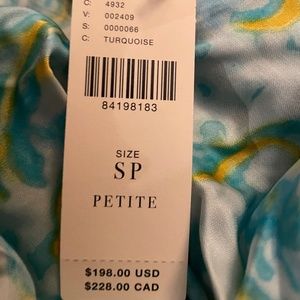 C: 4932
V: 002409
S: 0000066
C: TURQUOISE
84198183
SIZE
SP
PETITE
$198.00 USD
$228.00 CAD